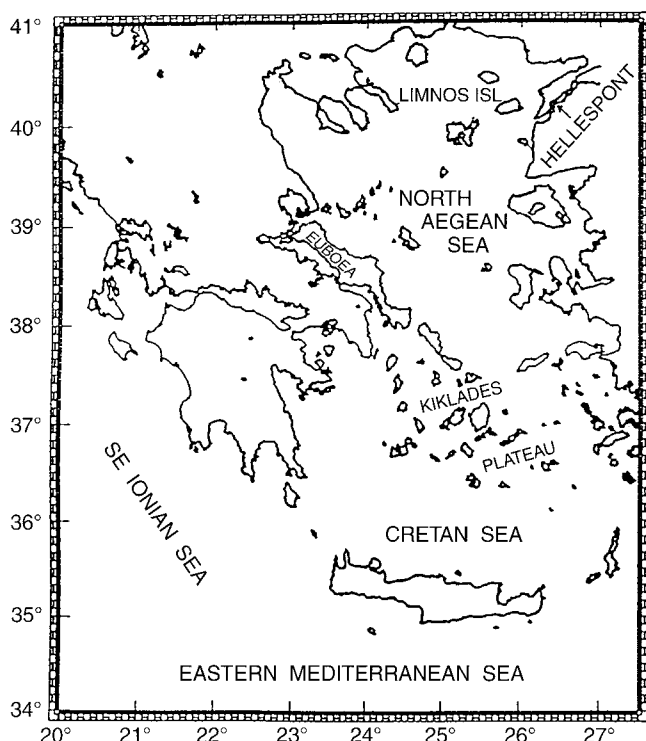 41°
40°
39°
38°
37°
36°
35°
34°
20° 21° 22° 23° 24° 25° 26° 27°
LIMNOS ISL
HELLESPONT
NORTH
AEGEAN
SEA
EUBOEA
KIKLADES
PLATEAU
SE IONIAN SEA
CRETAN SEA
EASTERN MEDITERRANEAN SEA